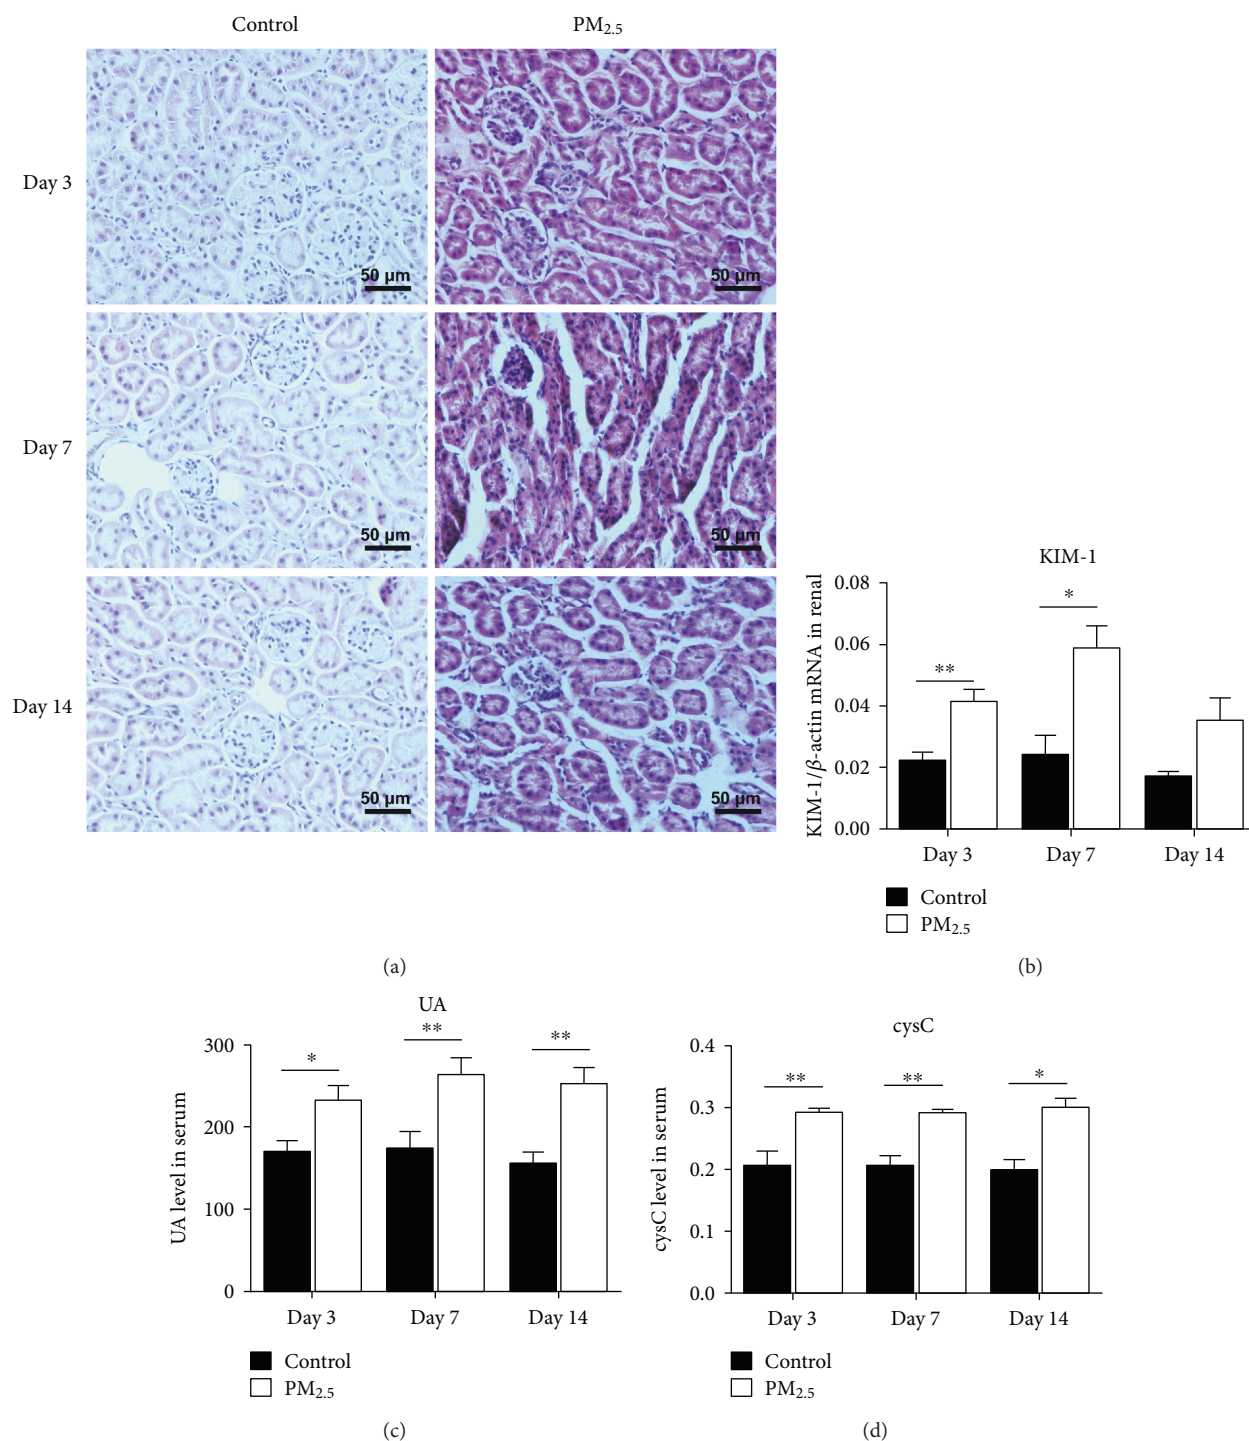 Control
PM2.5
Day 3
50 µm
50 µm
Day 7
50 µm
50 µm
Day 14
50 µm
50 µm
(a)
KIM-1
KIM-1/β-actin mRNA in renal
0.08
0.06
0.04
0.02
0.00
**
*
Day 3
Day 7
Day 14
Control
PM2.5
(b)
UA
UA level in serum
300
200
100
0
*
**
**
Day 3
Day 7
Day 14
Control
PM2.5
(c)
cysC
cysC level in serum
0.4
0.3
0.2
0.1
0.0
**
**
*
Day 3
Day 7
Day 14
Control
PM2.5
(d)